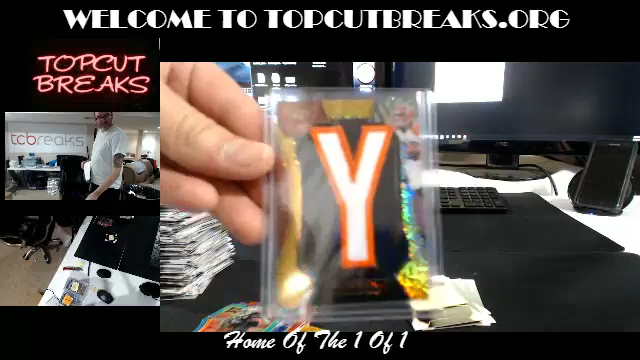 WELCOME TO TOPCUTBREAKS.ORG
TOPCUT
BREAKS
tcbreaks
Y
Home Of The 1 Of 1